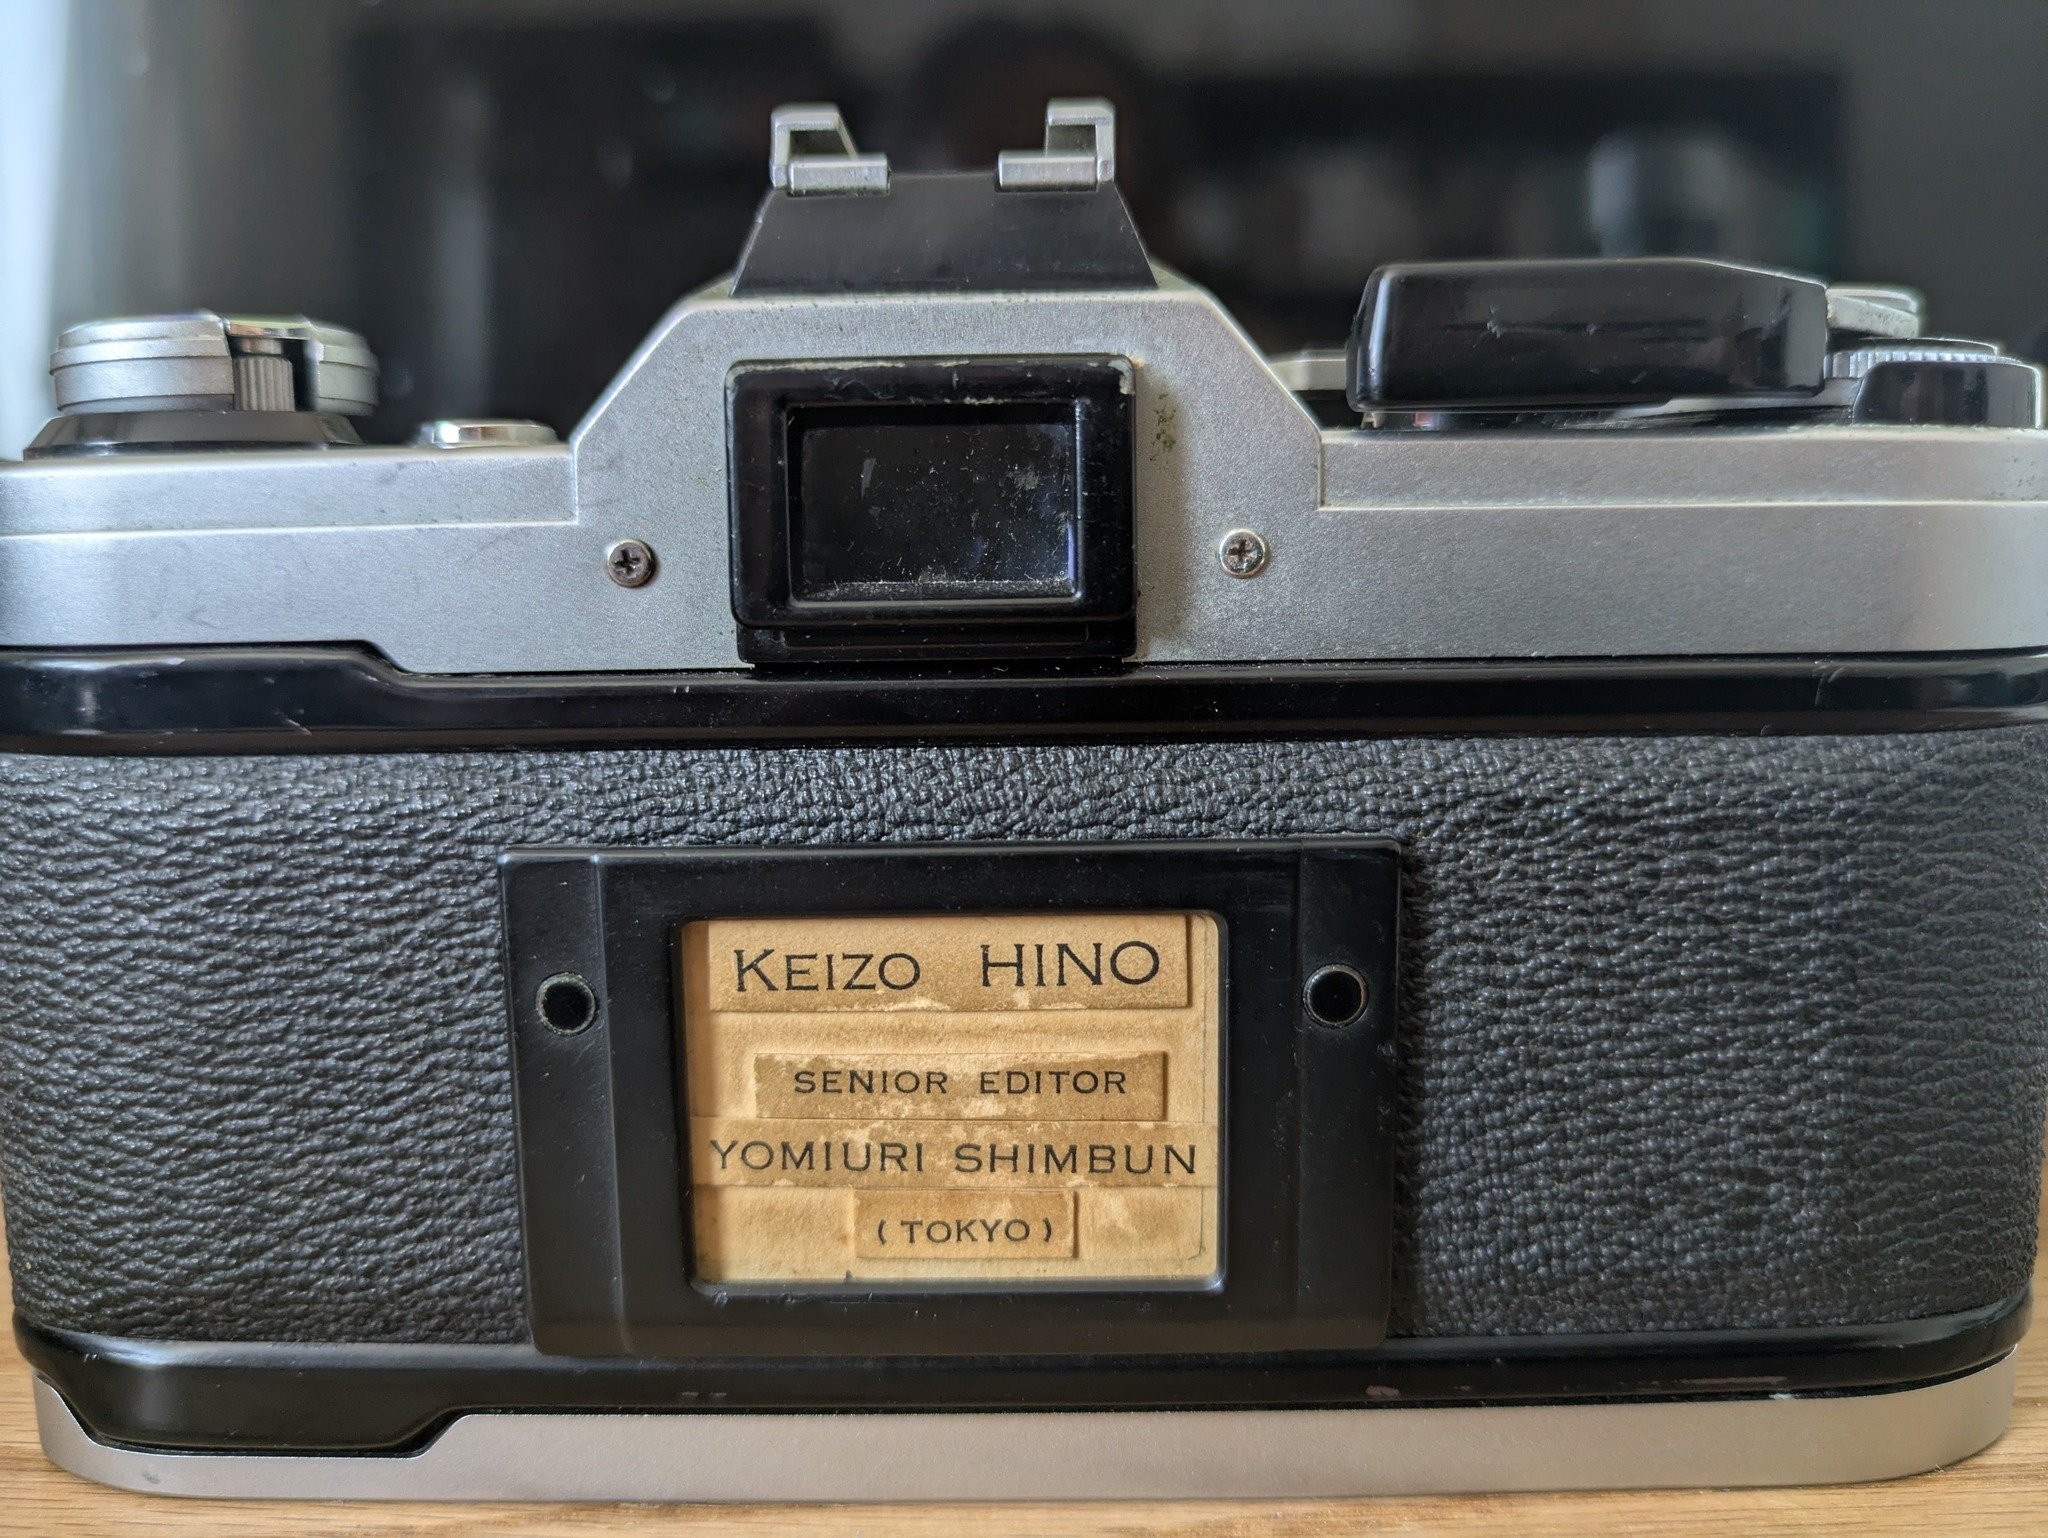 KEIZO HINO
SENIOR EDITOR
YOMIURI SHIMBUN
(TOKYO)